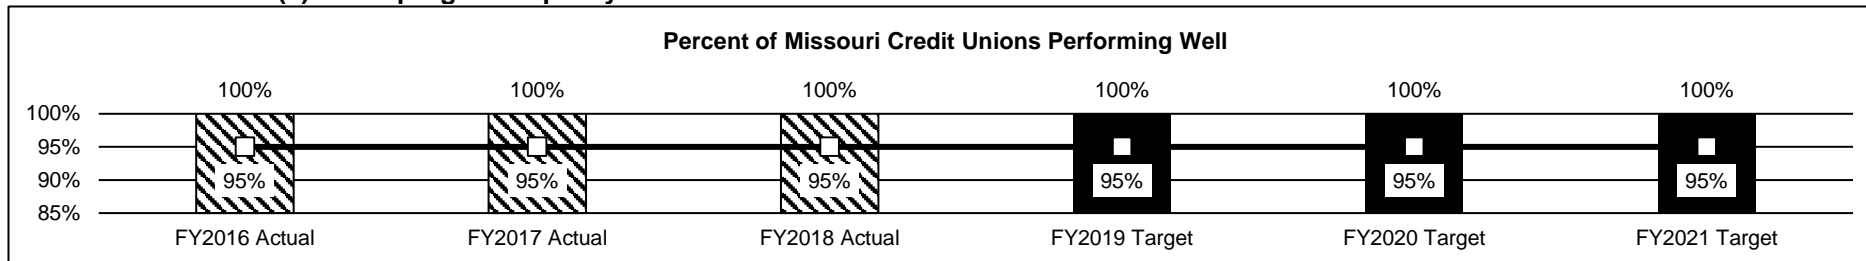 Percent of Missouri Credit Unions Performing Well
100% 100% 100% 100% 100% 100%
100%
95%
90%
85%
95% 95% 95% 95% 95% 95%
FY2016 Actual FY2017 Actual FY2018 Actual FY2019 Target FY2020 Target FY2021 Target